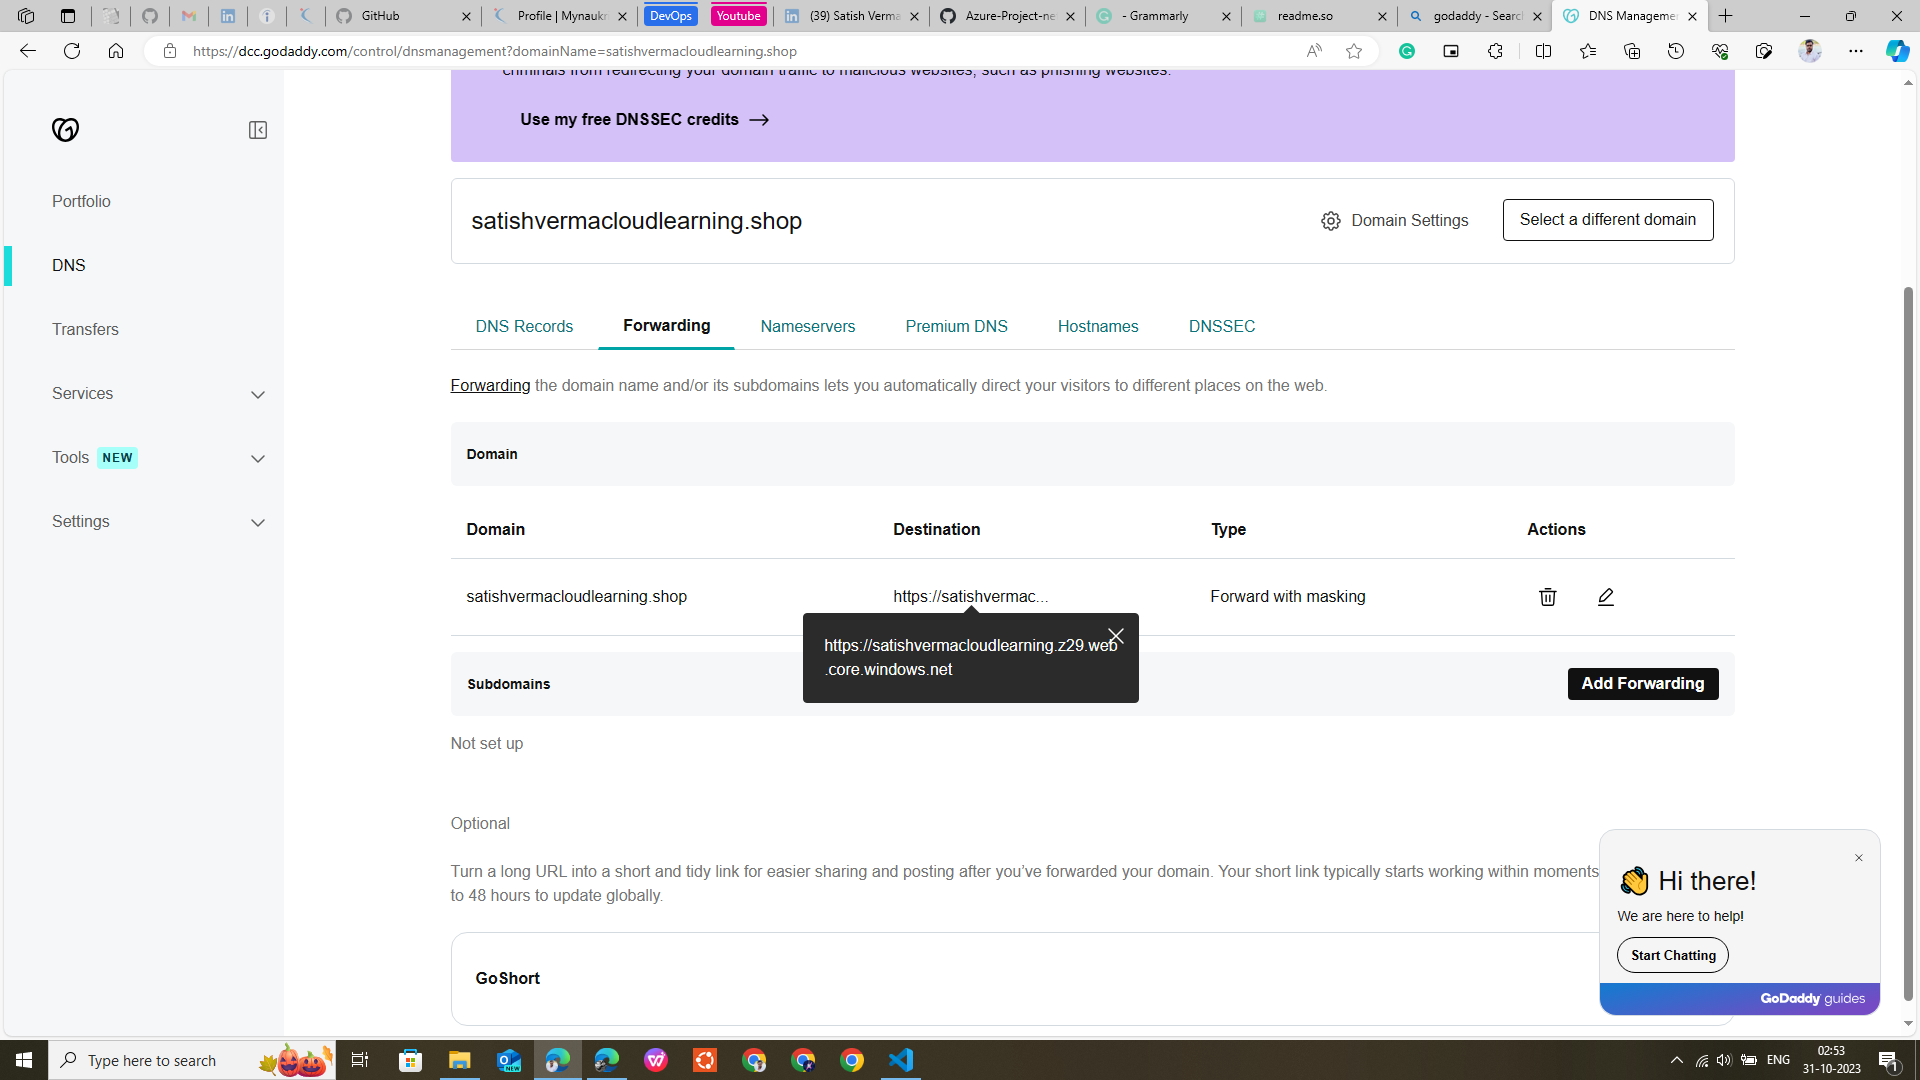 GitHub
Profile | Mynaukr
DevOps
Youtube
(39) Satish Verma
Azure-Project-ne
- Grammarly
readme.so
godaddy - Search
DNS Managemen
https://dcc.godaddy.com/control/dnsmanagement?domainName=satishvermacloudlearning.shop
criminals from redirecting your domain traffic to malicious websites, such as phishing websites.
Use my free DNSSEC credits
Portfolio
DNS
Transfers
Services
Tools NEW
Settings
satishvermacloudlearning.shop
Domain Settings
Select a different domain
DNS Records
Forwarding
Nameservers
Premium DNS
Hostnames
DNSSEC
Forwarding the domain name and/or its subdomains lets you automatically direct your visitors to different places on the web.
Domain
Domain
Destination
Type
Actions
satishvermacloudlearning.shop
https://satishvermac...
Forward with masking
https://satishvermacloudlearning.z29.web
.core.windows.net
Subdomains
Add Forwarding
Not set up
Optional
Turn a long URL into a short and tidy link for easier sharing and posting after you’ve forwarded your domain. Your short link typically starts working within moments
to 48 hours to update globally.
GoShort
Hi there!
We are here to help!
Start Chatting
GoDaddy guides
Type here to search
NEW
ENG
02:53
31-10-2023
1